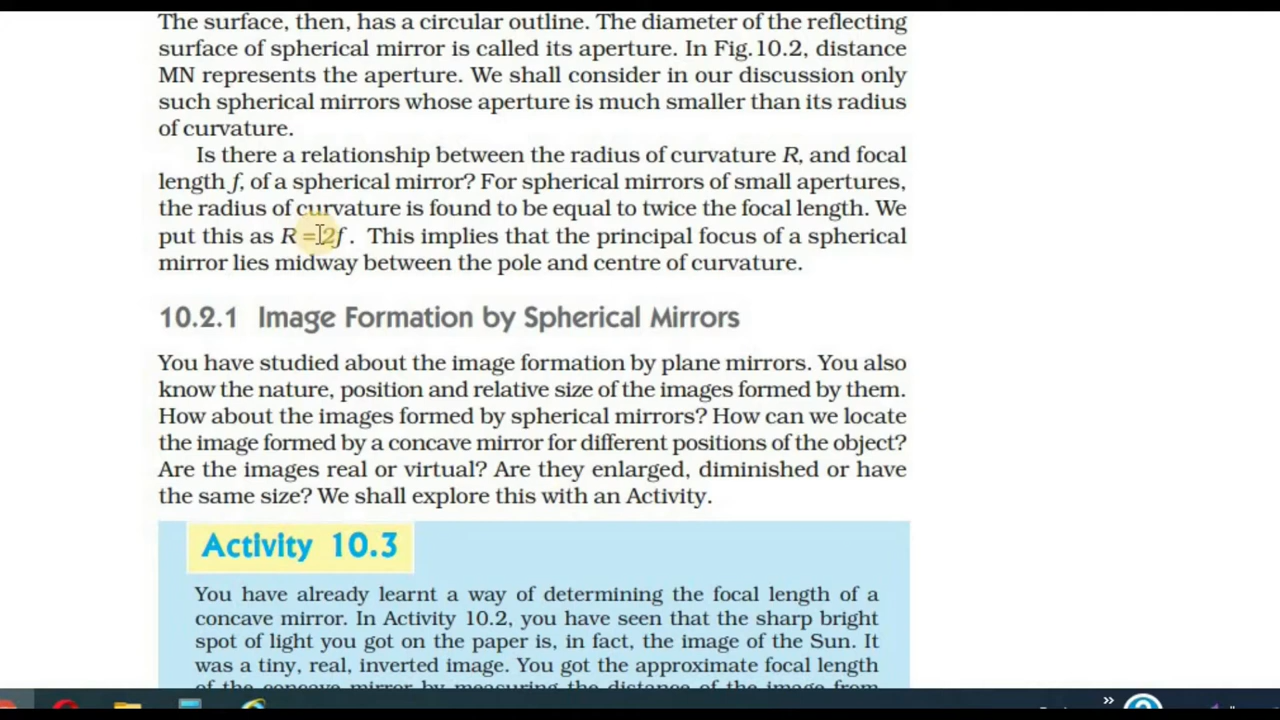 The surface, then, has a circular outline. The diameter of the reflecting
surface of spherical mirror is called its aperture. In Fig.10.2, distance
MN represents the aperture. We shall consider in our discussion only
such spherical mirrors whose aperture is much smaller than its radius
of curvature.
Is there a relationship between the radius of curvature R, and focal
length f, of a spherical mirror? For spherical mirrors of small apertures,
the radius of curvature is found to be equal to twice the focal length. We
put this as R = 2f . This implies that the principal focus of a spherical
mirror lies midway between the pole and centre of curvature.
10.2.1 Image Formation by Spherical Mirrors
You have studied about the image formation by plane mirrors. You also
know the nature, position and relative size of the images formed by them.
How about the images formed by spherical mirrors? How can we locate
the image formed by a concave mirror for different positions of the object?
Are the images real or virtual? Are they enlarged, diminished or have
the same size? We shall explore this with an Activity.
Activity 10.3
You have already learnt a way of determining the focal length of a
concave mirror. In Activity 10.2, you have seen that the sharp bright
spot of light you got on the paper is, in fact, the image of the Sun. It
was a tiny, real, inverted image. You got the approximate focal length
of the concave mirror by measuring the distance of the image from